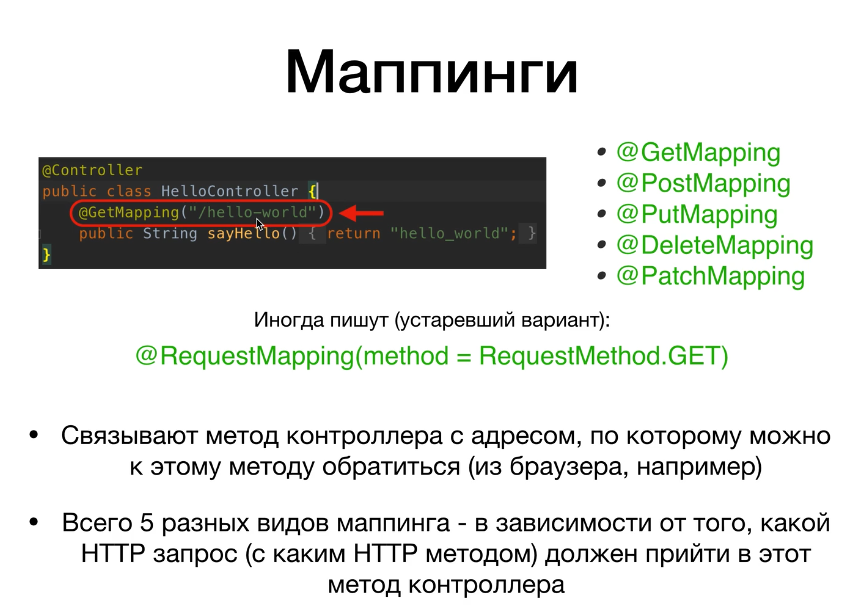 Маппинги
@Controller
public class HelloController {
@GetMapping("/hello-world")
public String sayHello() { return "hello_world"; }
}
• @GetMapping
• @PostMapping
• @PutMapping
• @DeleteMapping
• @PatchMapping
Иногда пишут (устаревший вариант):
@RequestMapping(method = RequestMethod.GET)
• Связывают метод контроллера с адресом, по которому можно
к этому методу обратиться (из браузера, например)
• Всего 5 разных видов маппинга - в зависимости от того, какой
HTTP запрос (с каким HTTP методом) должен прийти в этот
метод контроллера